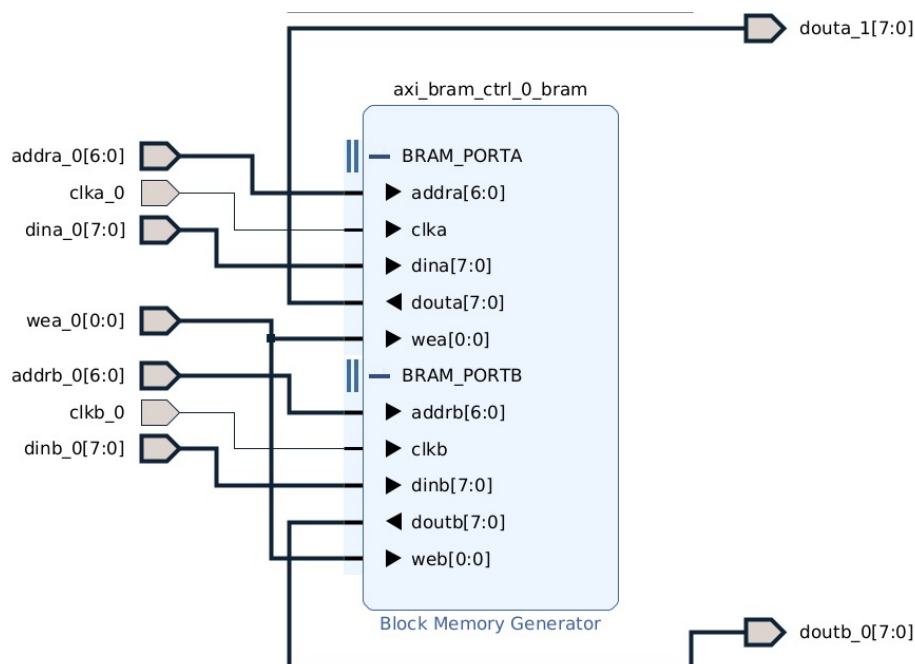 douta_1[7:0]
axi_bram_ctrl_0_bram
addra_0[6:0]
BRAM_PORTA
clka_0
addra[6:0]
dina_0[7:0]
clka
dina[7:0]
douta[7:0]
wea_0[0:0]
wea[0:0]
addrb_0[6:0]
BRAM_PORTB
clkb_0
addrb[6:0]
dinb_0[7:0]
clkb
dinb[7:0]
doutb[7:0]
web[0:0]
Block Memory Generator
doutb_0[7:0]